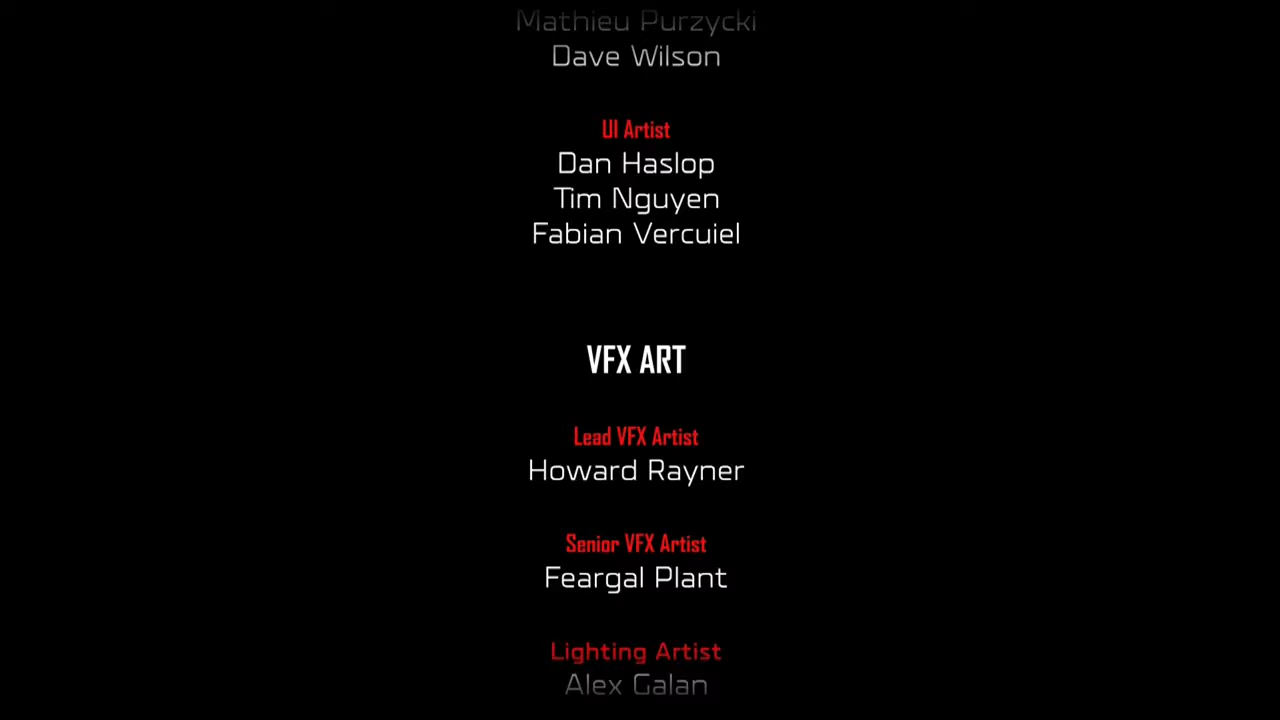 Mathieu Purzycki
Dave Wilson
UI Artist
Dan Haslop
Tim Nguyen
Fabian Vercuiel
VFX ART
Lead VFX Artist
Howard Rayner
Senior VFX Artist
Feargal Plant
Lighting Artist
Alex Galan